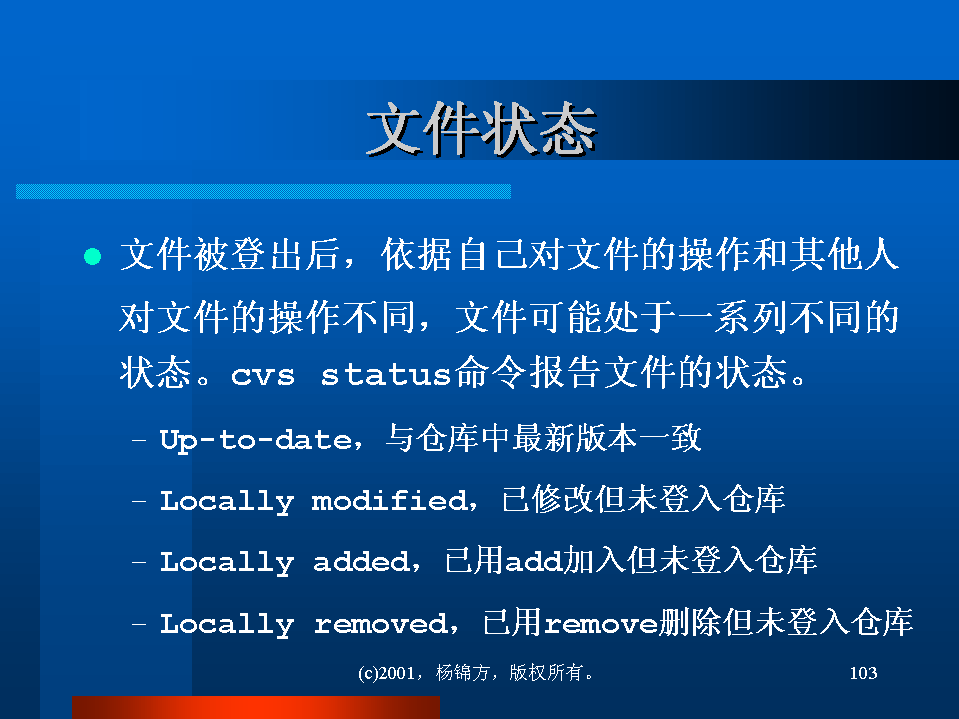 文件状态
文件被登出后，依据自己对文件的操作和其他人
对文件的操作不同，文件可能处于一系列不同的
状态。cvs status命令报告文件的状态。
– Up-to-date，与仓库中最新版本一致
– Locally modified，已修改但未登入仓库
– Locally added，已用add加入但未登入仓库
– Locally removed，已用remove删除但未登入仓库
(c)2001，杨锦方，版权所有。 103